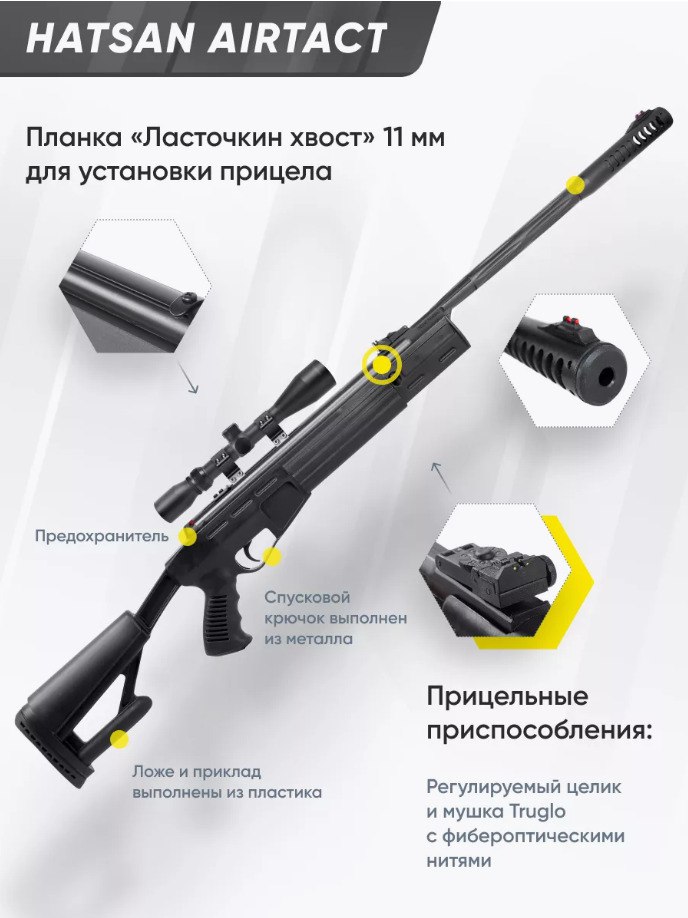 HATSAN AIRTACT
Планка «Ласточкин хвост» 11 мм
для установки прицела
Предохранитель
Спусковой
крючок выполнен
из металла
Прицельные
приспособления:
Ложе и приклад
выполнены из пластика
Регулируемый целик
и мушка Truglo
с фибероптическими
нитями